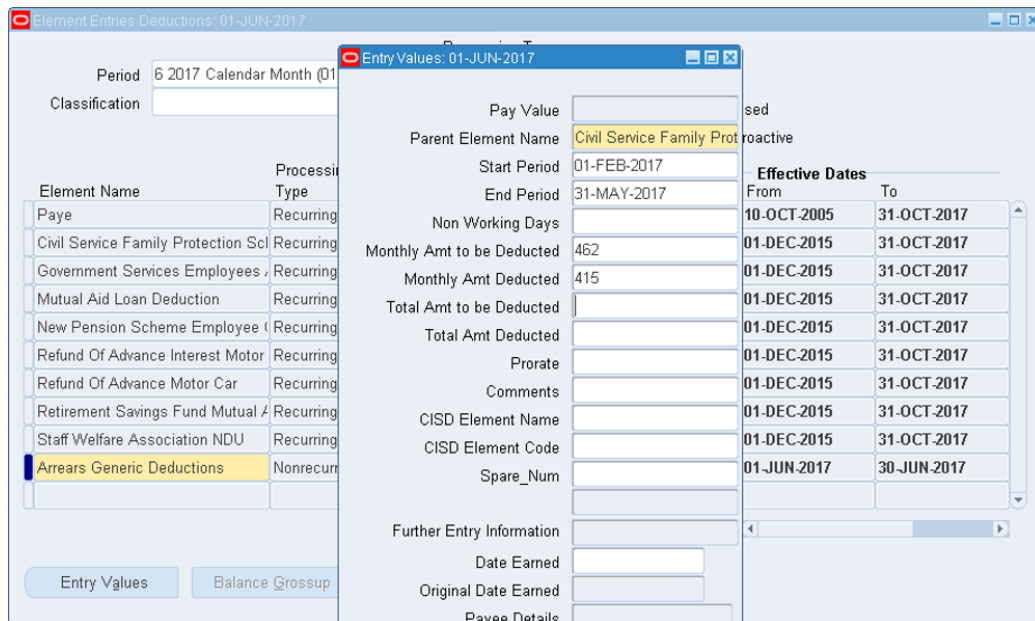 Element Entries Deductions: 01-JUN-2017
Entry Values: 01-JUN-2017
Period 6 2017 Calendar Month (01
Classification
sed
roactive
Pay Value
Parent Element Name Civil Service Family Prot
Start Period 01-FEB-2017
End Period 31-MAY-2017
Non Working Days
Monthly Amt to be Deducted 462
Monthly Amt Deducted 415
Total Amt to be Deducted
Total Amt Deducted
Prorate
Comments
CISD Element Name
CISD Element Code
Spare_Num
Further Entry Information
Date Earned
Original Date Earned
Payee Details
Processi
Element Name Type
Effective Dates
From To
Paye Recurring 10-OCT-2005 31-OCT-2017
Civil Service Family Protection Scl Recurring 01-DEC-2015 31-OCT-2017
Government Services Employees Recurring 01-DEC-2015 31-OCT-2017
Mutual Aid Loan Deduction Recurring 01-DEC-2015 31-OCT-2017
New Pension Scheme Employee Recurring 01-DEC-2015 31-OCT-2017
Refund Of Advance Interest Motor Recurring 01-DEC-2015 31-OCT-2017
Refund Of Advance Motor Car Recurring 01-DEC-2015 31-OCT-2017
Retirement Savings Fund Mutual Recurring 01-DEC-2015 31-OCT-2017
Staff Welfare Association NDU Recurring 01-DEC-2015 31-OCT-2017
Arrears Generic Deductions Nonrecurr 01-JUN-2017 30-JUN-2017
Entry Values Balance Grossup